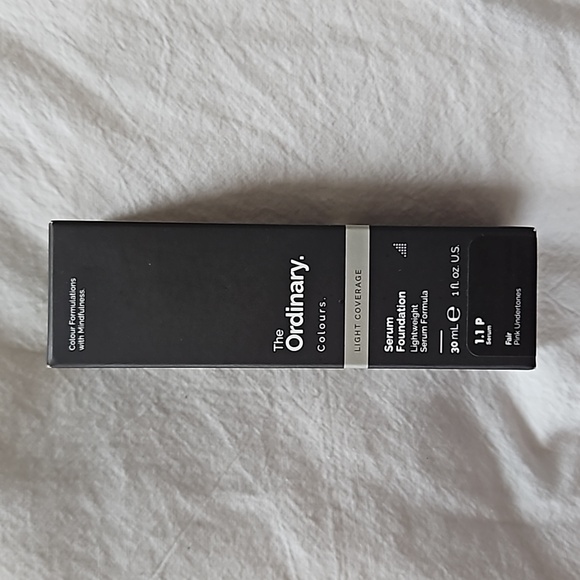 Colour Formulations
with Mindfulness.
The
Ordinary.
Colours.
LIGHT COVERAGE
Serum
Foundation
Lightweight
Serum Formula
30 mL e 1 fl. oz. U.S.
1.1 P
Serum
Fair
Pink Undertones